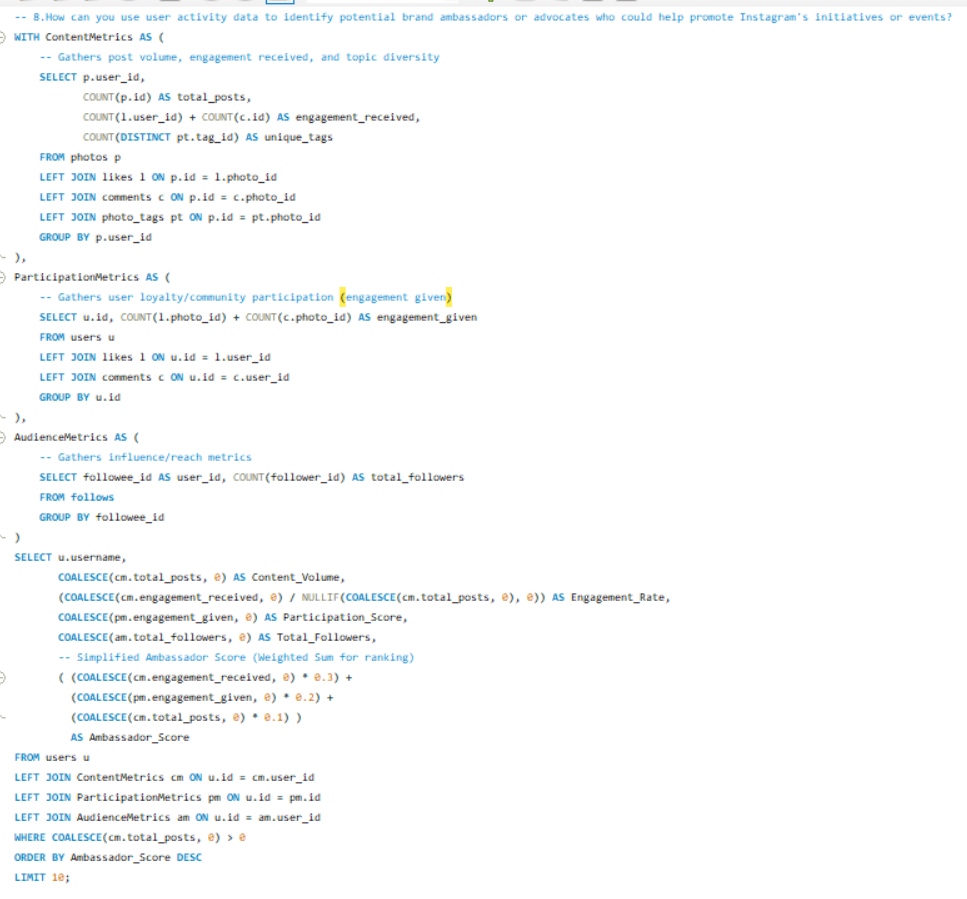 -- 8.How can you use user activity data to identify potential brand ambassadors or advocates who could help promote Instagram's initiatives or events?
WITH ContentMetrics AS (
-- Gathers post volume, engagement received, and topic diversity
SELECT p.user_id,
COUNT(p.id) AS total_posts,
COUNT(l.user_id) + COUNT(c.id) AS engagement_received,
COUNT(DISTINCT pt.tag_id) AS unique_tags
FROM photos p
LEFT JOIN likes l ON p.id = l.photo_id
LEFT JOIN comments c ON p.id = c.photo_id
LEFT JOIN photo_tags pt ON p.id = pt.photo_id
GROUP BY p.user_id
),
ParticipationMetrics AS (
-- Gathers user loyalty/community participation (engagement given)
SELECT u.id, COUNT(l.photo_id) + COUNT(c.photo_id) AS engagement_given
FROM users u
LEFT JOIN likes l ON u.id = l.user_id
LEFT JOIN comments c ON u.id = c.user_id
GROUP BY u.id
),
AudienceMetrics AS (
-- Gathers influence/reach metrics
SELECT followee_id AS user_id, COUNT(follower_id) AS total_followers
FROM follows
GROUP BY followee_id
)
SELECT u.username,
COALESCE(cm.total_posts, 0) AS Content_Volume,
(COALESCE(cm.engagement_received, 0) / NULLIF(COALESCE(cm.total_posts, 0), 0)) AS Engagement_Rate,
COALESCE(pm.engagement_given, 0) AS Participation_Score,
COALESCE(am.total_followers, 0) AS Total_Followers,
-- Simplified Ambassador Score (Weighted Sum for ranking)
( (COALESCE(cm.engagement_received, 0) * 0.3) +
(COALESCE(pm.engagement_given, 0) * 0.2) +
(COALESCE(cm.total_posts, 0) * 0.1) )
AS Ambassador_Score
FROM users u
LEFT JOIN ContentMetrics cm ON u.id = cm.user_id
LEFT JOIN ParticipationMetrics pm ON u.id = pm.id
LEFT JOIN AudienceMetrics am ON u.id = am.user_id
WHERE COALESCE(cm.total_posts, 0) > 0
ORDER BY Ambassador_Score DESC
LIMIT 10;